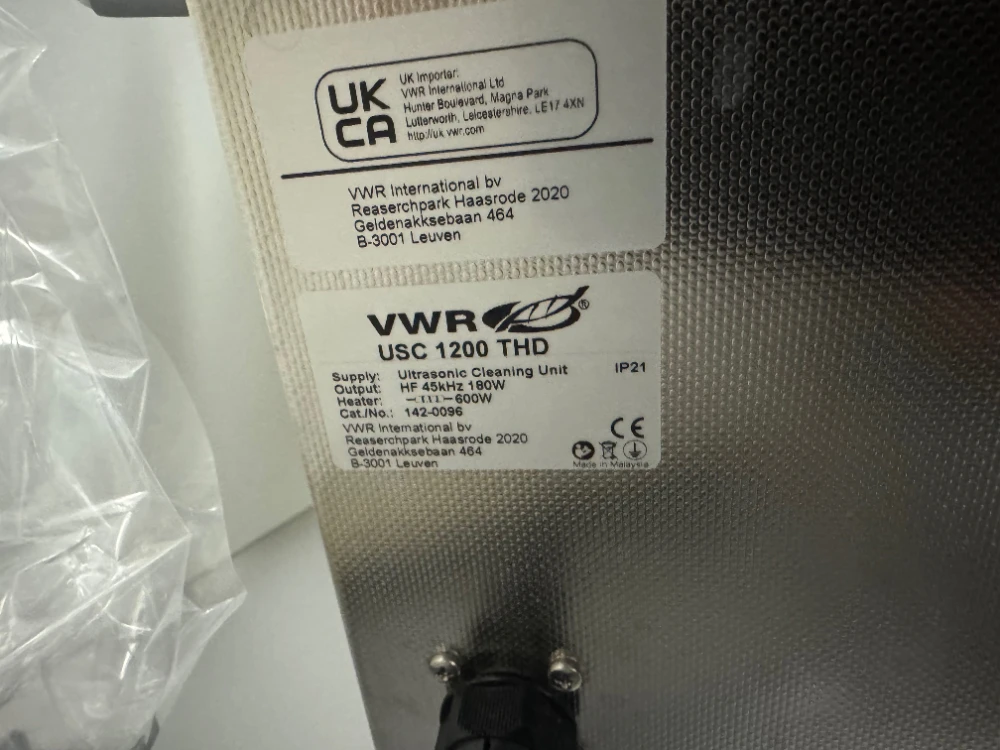 UK
CA
UK Importer:
VWR International Ltd
Hunter Boulevard, Magna Park
Lutterworth, Leicestershire. LE17 4XN
http://uk.vwr.com
VWR International bv
Reaserchpark Haasrode 2020
Geldenakksebaan 464
B-3001 Leuven
VWR ®
USC 1200 THD
Supply: Ultrasonic Cleaning Unit IP21
Output: HF 45kHz 180W
Heater: 600W
Cat./No.: 142-0096
VWR International bv
Reaserchpark Haasrode 2020
Geldenakksebaan 464
B-3001 Leuven
CE
Made in Malaysia